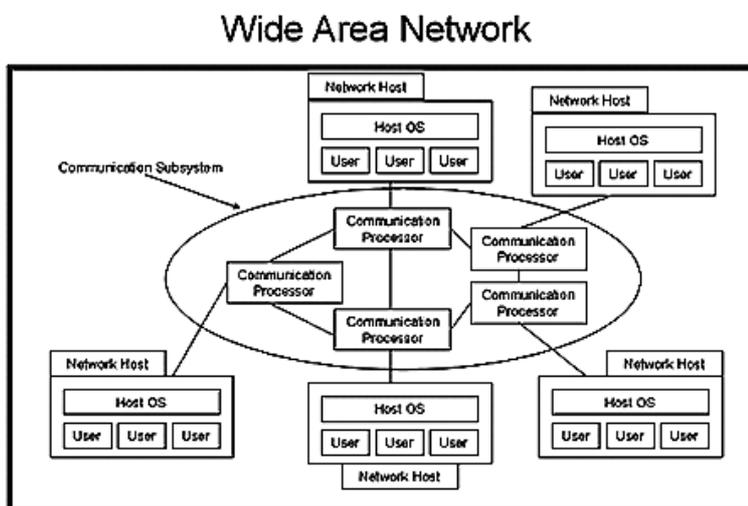 Wide Area Network
Network Host
Host OS
User User User
Network Host
Host OS
User User User
Communication Subsystem
Communication
Processor
Communication
Processor
Communication
Processor
Communication
Processor
Communication
Processor
Network Host
Host OS
User User User
Host OS
User User User
Network Host
Network Host
Host OS
User User User